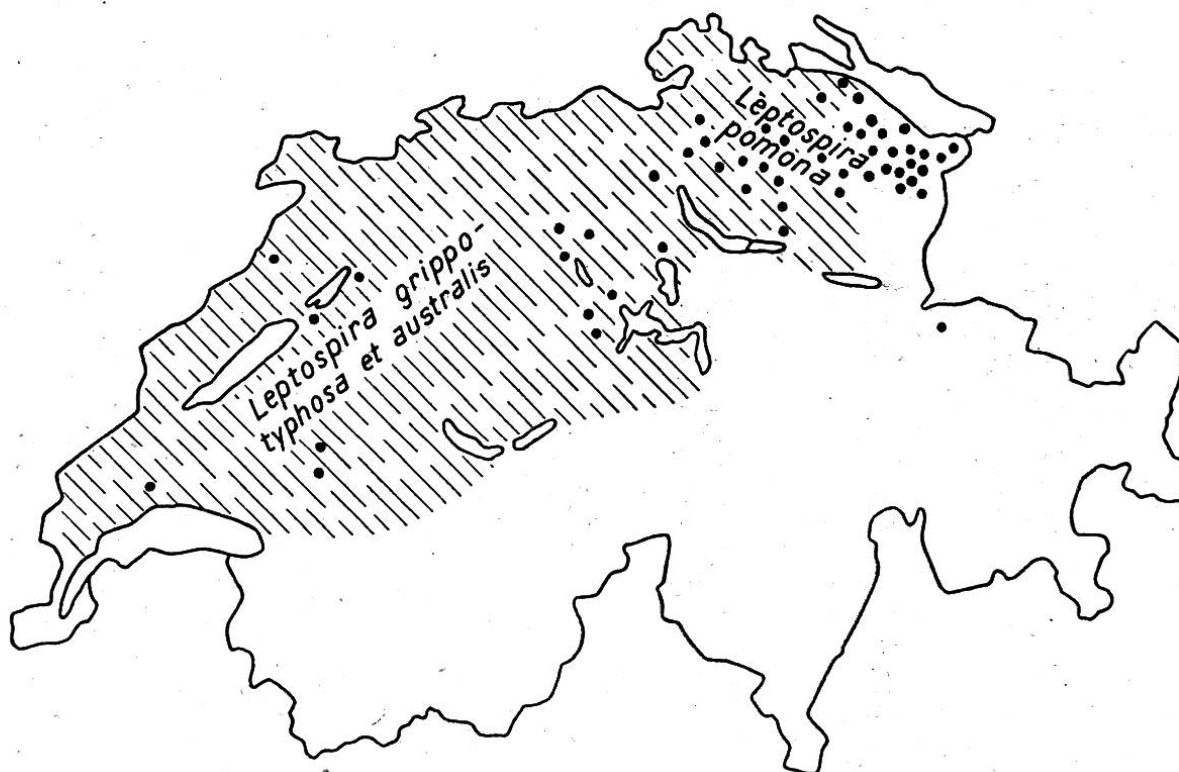 Leptospira
pomona
Leptospira grippo-
typhosa et australis